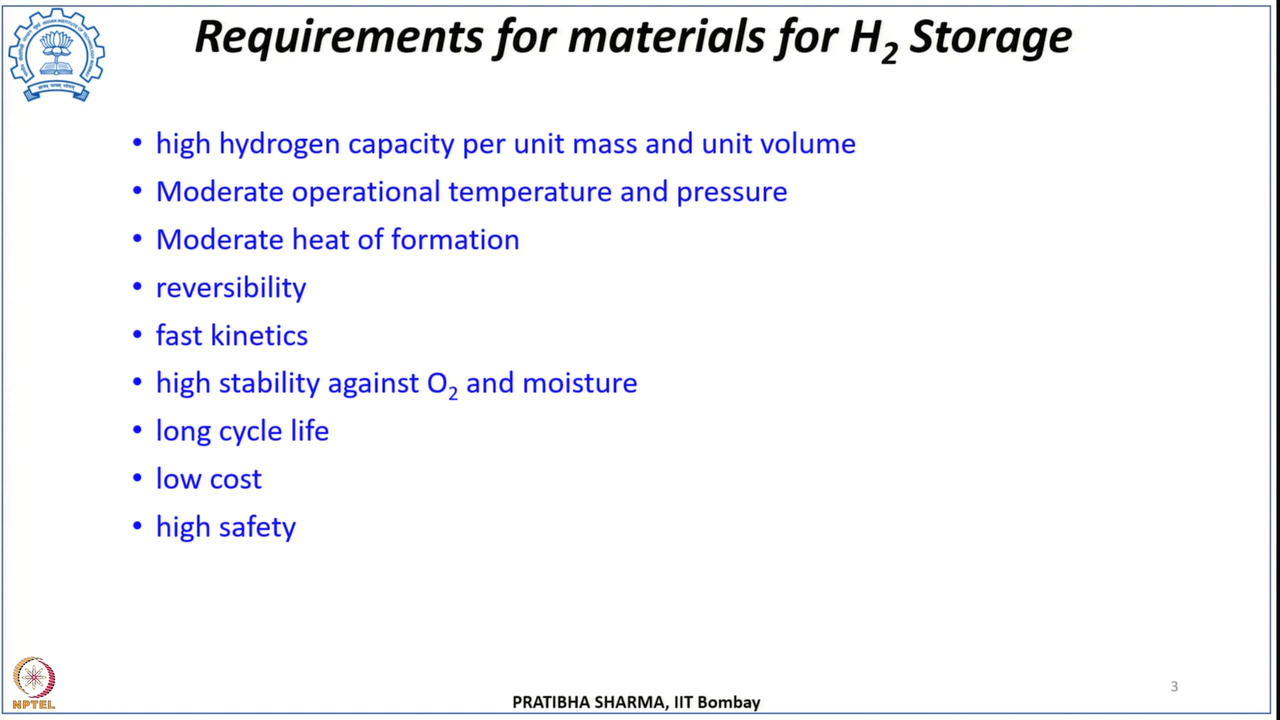 Requirements for materials for H₂ Storage
• high hydrogen capacity per unit mass and unit volume
• Moderate operational temperature and pressure
• Moderate heat of formation
• reversibility
• fast kinetics
• high stability against O₂ and moisture
• long cycle life
• low cost
• high safety
NPTEL
PRATIBHA SHARMA, IIT Bombay
3